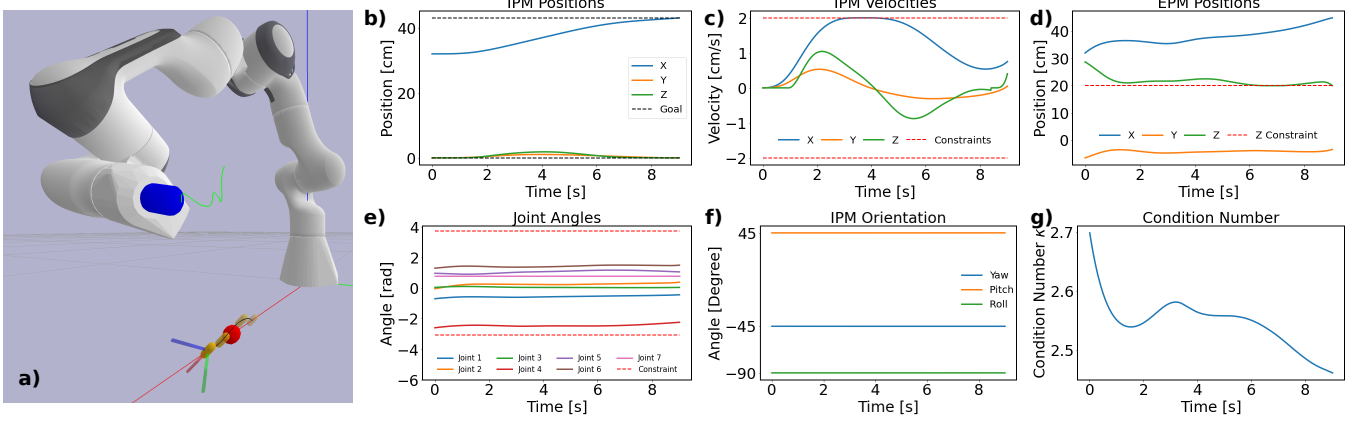 a)
b)
IPM Positions
Position [cm]
40
20
0
X
Y
Z
Goal
0 2 4 6 8
Time [s]
c)
IPM Velocities
Velocity [cm/s]
2
1
0
−1
−2
X Y Z Constraints
0 2 4 6 8
Time [s]
d)
EPM Positions
Position [cm]
40
30
20
10
0
X Y Z Z Constraint
0 2 4 6 8
Time [s]
e)
Joint Angles
Angle [rad]
4
2
0
−2
−4
−6
Joint 1 Joint 3 Joint 5 Joint 7
Joint 2 Joint 4 Joint 6 Constraint
0 2 4 6 8
Time [s]
f)
IPM Orientation
Angle [Degree]
45
−45
−90
Yaw
Pitch
Roll
0 2 4 6 8
Time [s]
g)
Condition Number
Condition Number κ
2.7
2.6
2.5
0 2 4 6 8
Time [s]